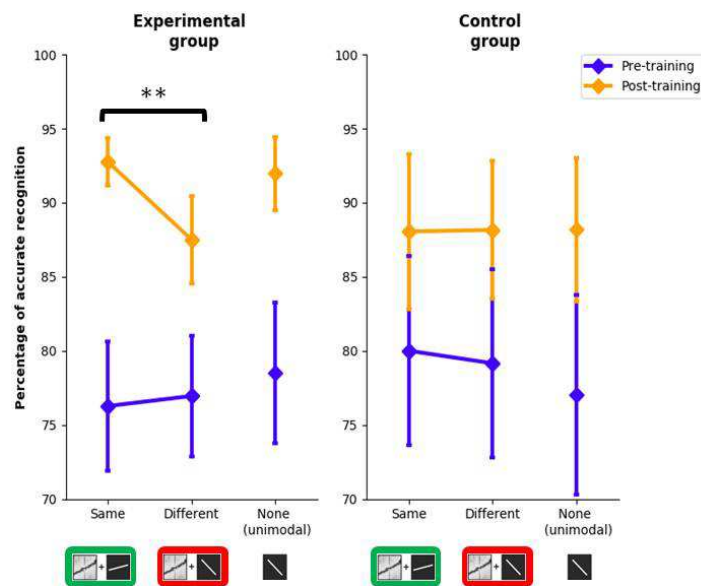 Experimental
group
Control
group
Pre-training
Post-training
**
Percentage of accurate recognition
100
95
90
85
80
75
70
Same
Different
None
(unimodal)
+
+
100
95
90
85
80
75
70
Same
Different
None
(unimodal)
+
+